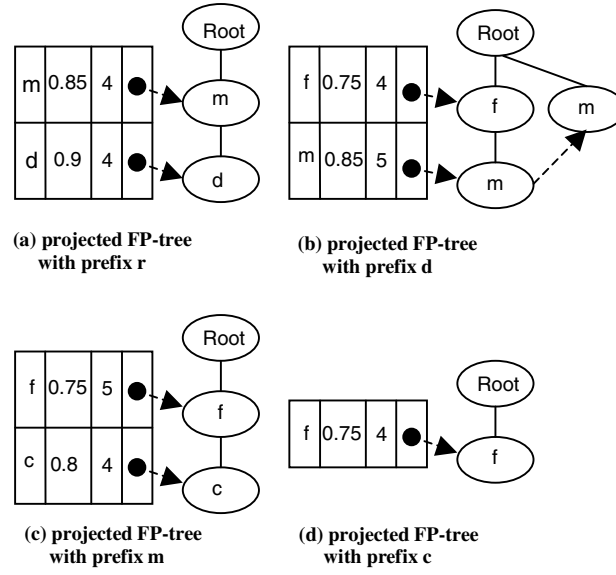 Root
m 0.85 4
m
d 0.9 4
d
(a) projected FP-tree
with prefix r
Root
f 0.75 4
f
m
m 0.85 5
m
(b) projected FP-tree
with prefix d
Root
f 0.75 5
f
c 0.8 4
c
(c) projected FP-tree
with prefix m
Root
f 0.75 4
f
(d) projected FP-tree
with prefix c